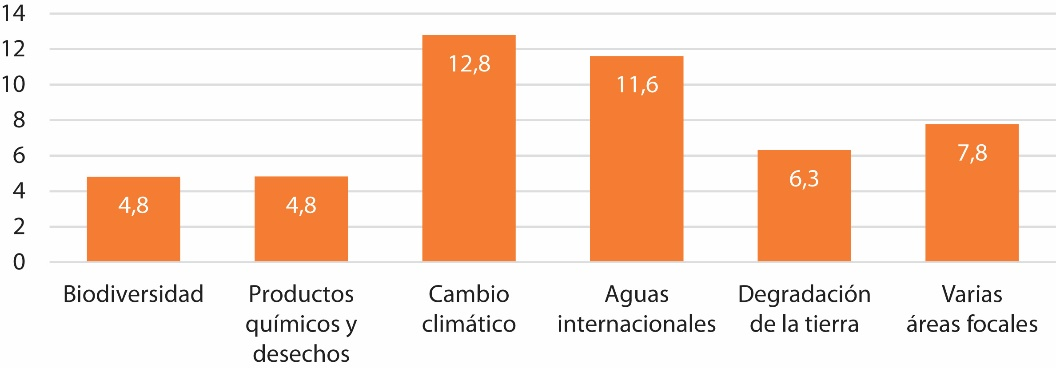 14
12
10
8
6
4
2
0
4,8
4,8
12,8
11,6
6,3
7,8
Biodiversidad
Productos
químicos y
desechos
Cambio
climático
Aguas
internacionales
Degradación
de la tierra
Varias
áreas focales